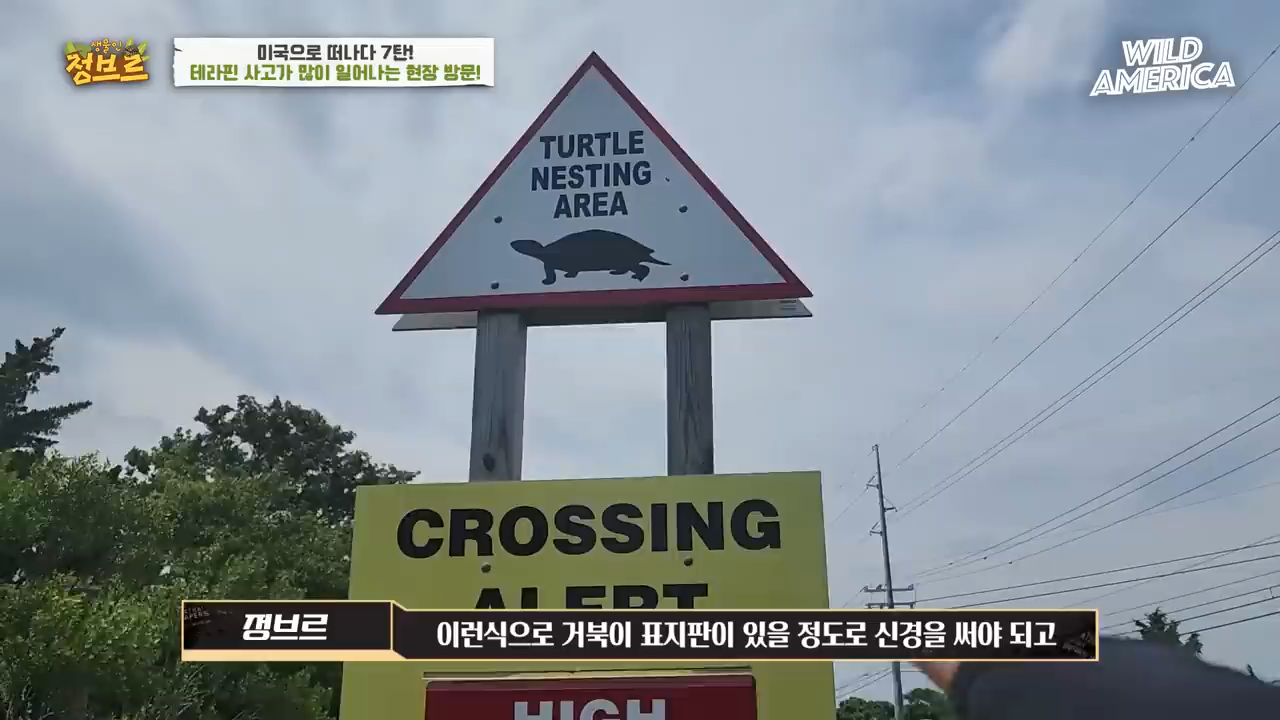 생물인
정브르
미국으로 떠나다 7탄!
테라핀 사고가 많이 일어나는 현장 방문!
WILD
AMERICA
TURTLE
NESTING
AREA
CROSSING
ALERT
HIGH
정브르
이런식으로 거북이 표지판이 있을 정도로 신경을 써야 되고